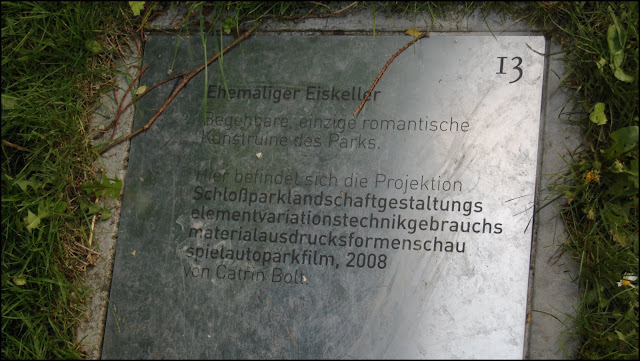 13
Ehemaliger Eiskeller
Begehbare, einzige romantische
Kunstruine des Parks.
Hier befindet sich die Projektion
Schloßparklandschaftgestaltungs
elementvariationstechnikgebrauchs
materialausdrucksformenschau
spielautoparkfilm, 2008
von Catrin Bolt